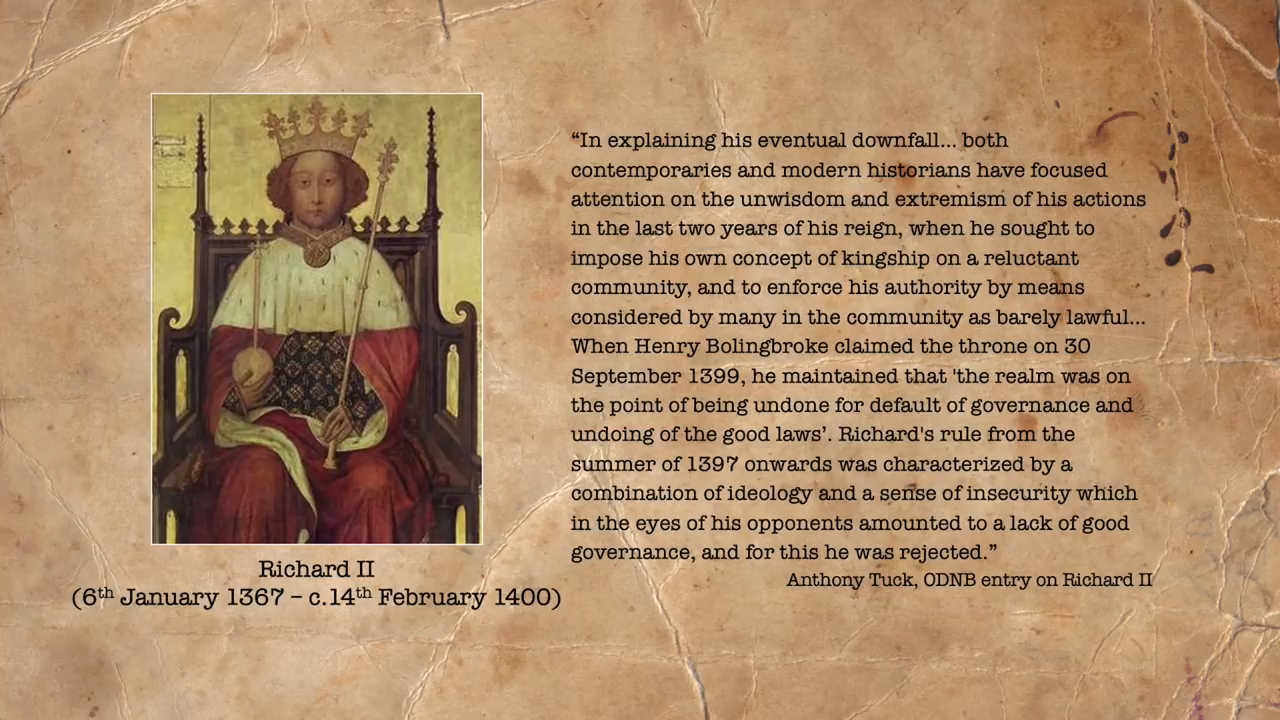 Richard II
(6th January 1367 – c.14th February 1400)
“In explaining his eventual downfall... both
contemporaries and modern historians have focused
attention on the unwisdom and extremism of his actions
in the last two years of his reign, when he sought to
impose his own concept of kingship on a reluctant
community, and to enforce his authority by means
considered by many in the community as barely lawful...
When Henry Bolingbroke claimed the throne on 30
September 1399, he maintained that 'the realm was on
the point of being undone for default of governance and
undoing of the good laws’. Richard's rule from the
summer of 1397 onwards was characterized by a
combination of ideology and a sense of insecurity which
in the eyes of his opponents amounted to a lack of good
governance, and for this he was rejected.”
Anthony Tuck, ODNB entry on Richard II